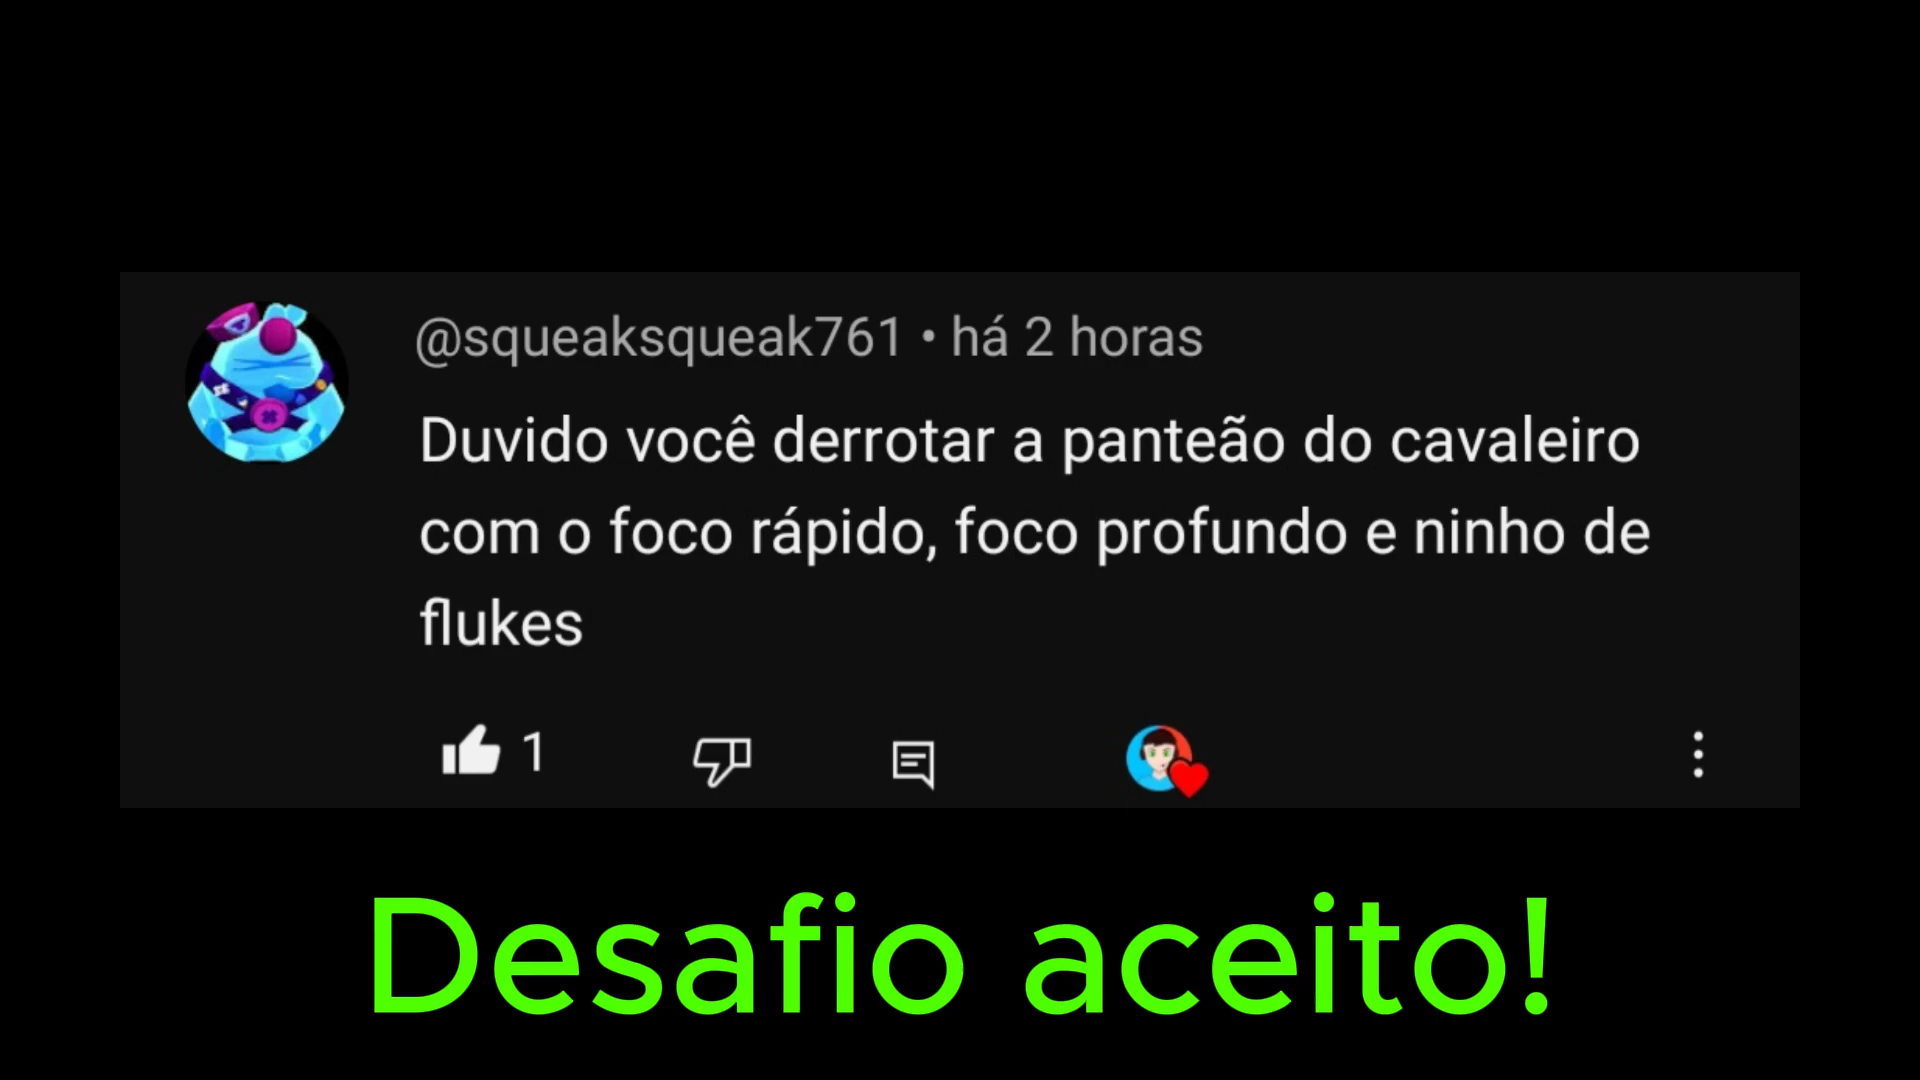 @squeaksqueak761 • há 2 horas
Duvido você derrotar a panteão do cavaleiro
com o foco rápido, foco profundo e ninho de
flukes
1
Desafio aceito!